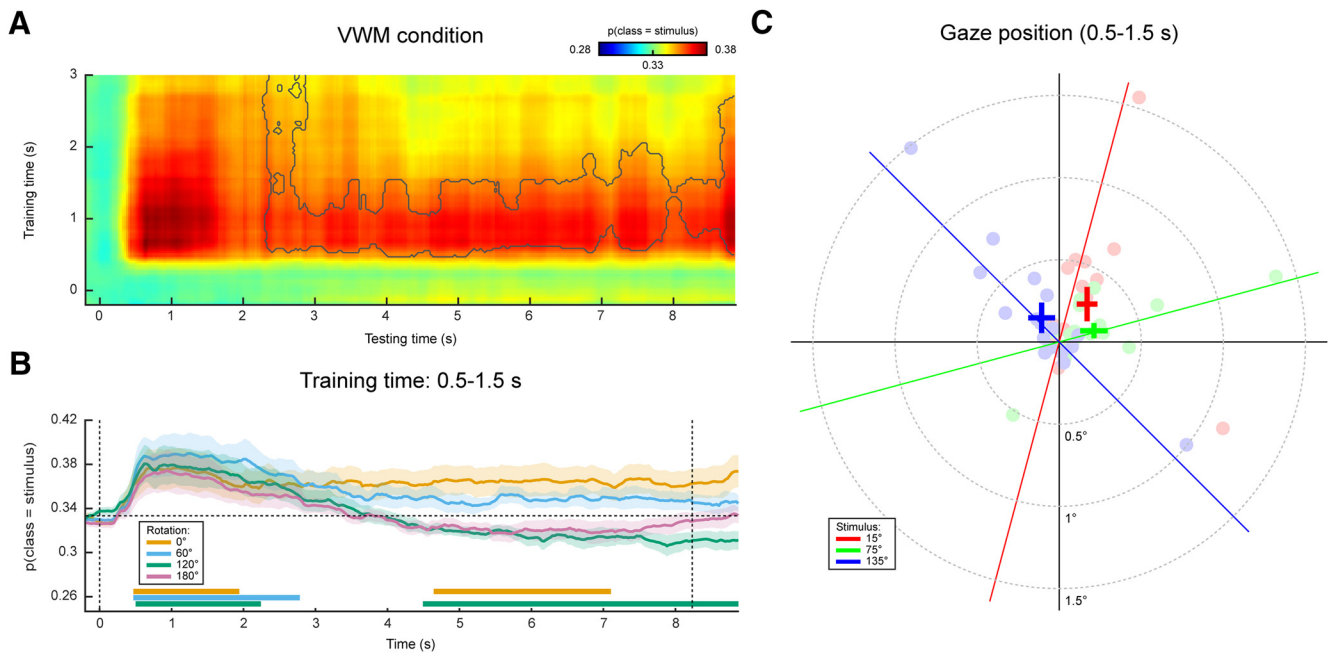 A
VWM condition
p(class = stimulus)
0.28
0.38
0.33
3
2
1
0
Training time (s)
0 1 2 3 4 5 6 7 8
Testing time (s)
B
Training time: 0.5-1.5 s
0.42
0.38
0.34
0.3
0.26
p(class = stimulus)
Rotation:
0°
60°
120°
180°
0 1 2 3 4 5 6 7 8
Time (s)
C
Gaze position (0.5-1.5 s)
0.5°
1°
1.5°
Stimulus:
15°
75°
135°